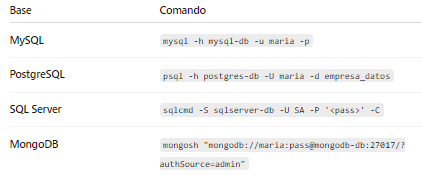 Base Comando
MySQL mysql -h mysql-db -u maria -p
PostgreSQL psql -h postgres-db -U maria -d empresa_datos
SQL Server sqlcmd -S sqlserver-db -U SA -P '<pass>' -C
MongoDB mongosh "mongodb://maria:pass@mongodb-db:27017/?
authSource=admin"